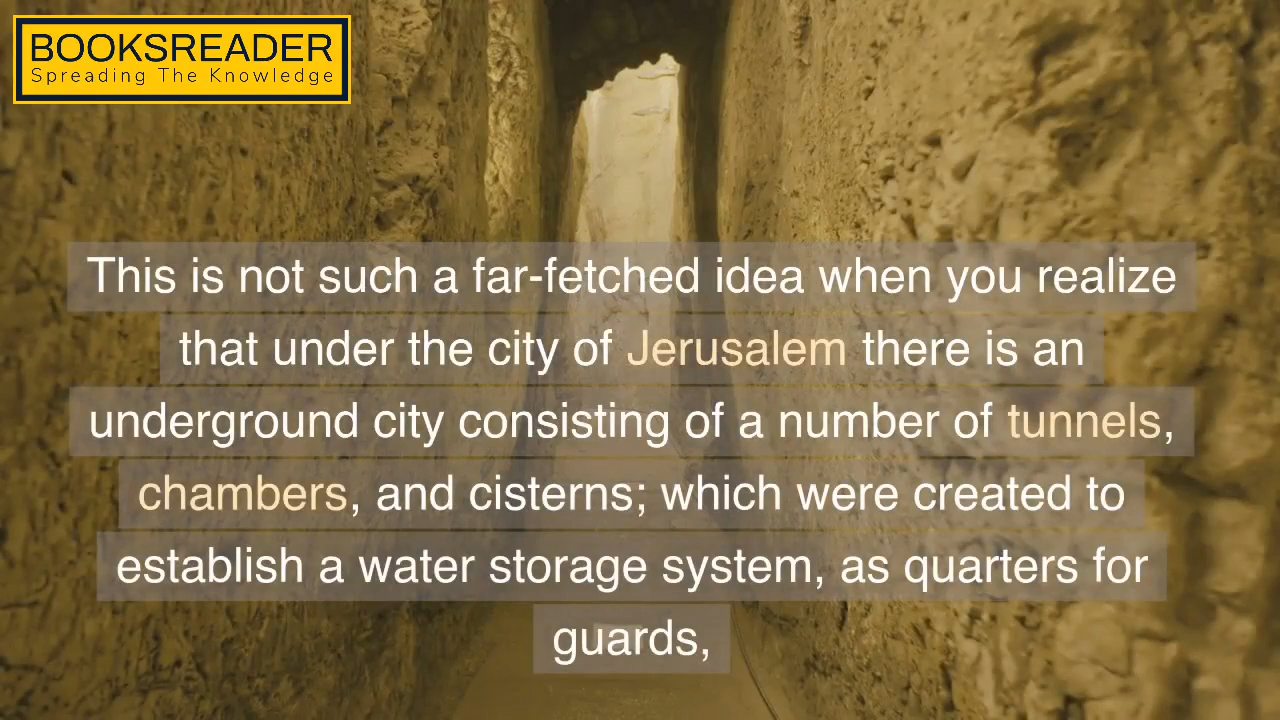 BOOKSREADER
Spreading The Knowledge
This is not such a far-fetched idea when you realize
that under the city of Jerusalem there is an
underground city consisting of a number of tunnels,
chambers, and cisterns; which were created to
establish a water storage system, as quarters for
guards,